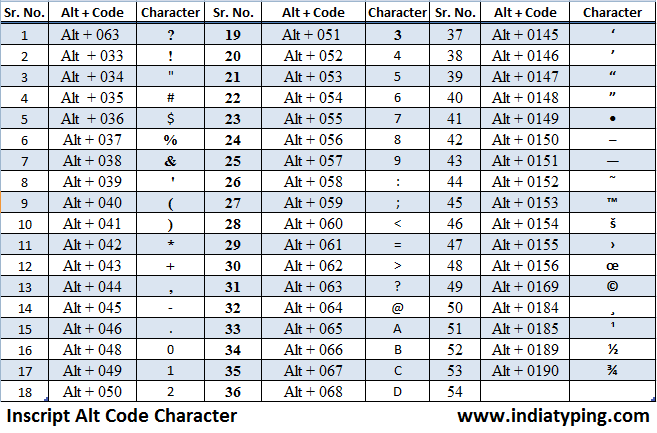 Sr. No. Alt + Code Character Sr. No. Alt + Code Character Sr. No. Alt + Code Character
1 Alt + 063 ? 19 Alt + 051 3 37 Alt + 0145 ‘
2 Alt + 033 ! 20 Alt + 052 4 38 Alt + 0146 ’
3 Alt + 034 " 21 Alt + 053 5 39 Alt + 0147 “
4 Alt + 035 # 22 Alt + 054 6 40 Alt + 0148 ”
5 Alt + 036 $ 23 Alt + 055 7 41 Alt + 0149 •
6 Alt + 037 % 24 Alt + 056 8 42 Alt + 0150 –
7 Alt + 038 & 25 Alt + 057 9 43 Alt + 0151 —
8 Alt + 039 ' 26 Alt + 058 : 44 Alt + 0152 ˜
9 Alt + 040 ( 27 Alt + 059 ; 45 Alt + 0153 ™
10 Alt + 041 ) 28 Alt + 060 < 46 Alt + 0154 š
11 Alt + 042 * 29 Alt + 061 = 47 Alt + 0155 ›
12 Alt + 043 + 30 Alt + 062 > 48 Alt + 0156 œ
13 Alt + 044 , 31 Alt + 063 ? 49 Alt + 0169 ©
14 Alt + 045 - 32 Alt + 064 @ 50 Alt + 0184 ¸
15 Alt + 046 . 33 Alt + 065 A 51 Alt + 0185 ¹
16 Alt + 048 0 34 Alt + 066 B 52 Alt + 0189 ½
17 Alt + 049 1 35 Alt + 067 C 53 Alt + 0190 ¾
18 Alt + 050 2 36 Alt + 068 D 54
Inscript Alt Code Character www.indiatyping.com